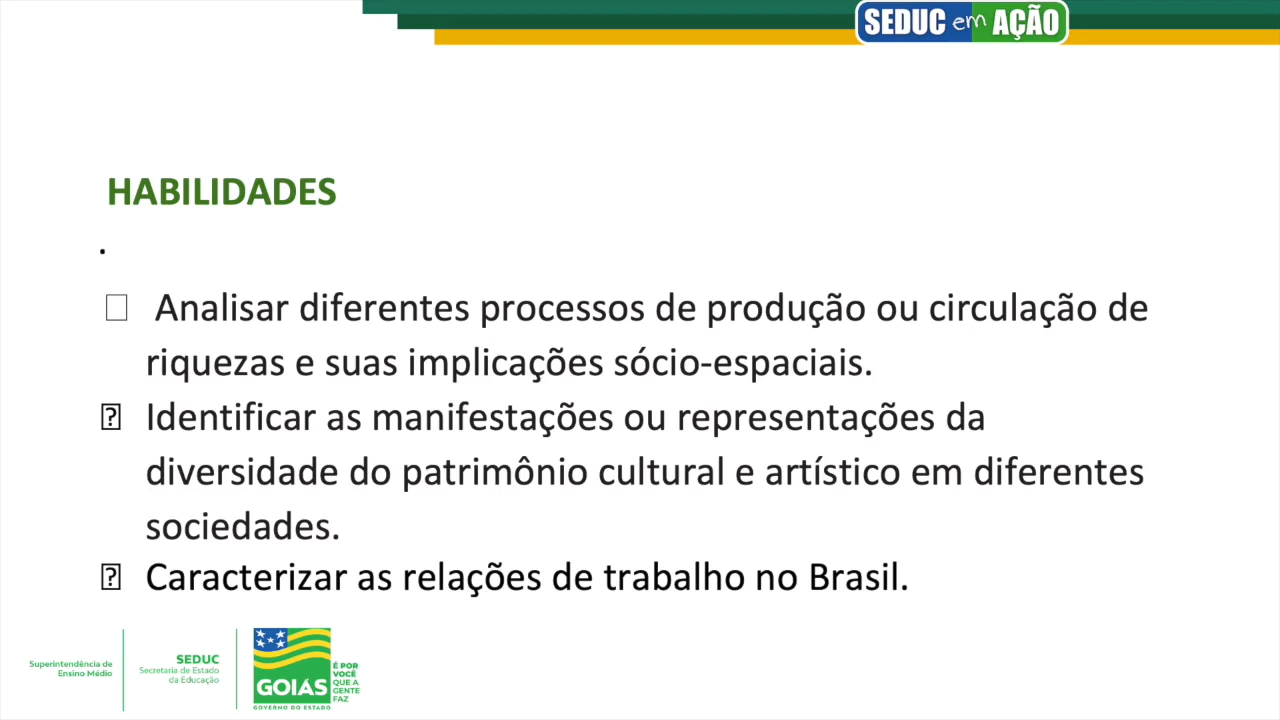 SEDUC em AÇÃO
HABILIDADES
.
Analisar diferentes processos de produção ou circulação de
riquezas e suas implicações sócio-espaciais.
Identificar as manifestações ou representações da
diversidade do patrimônio cultural e artístico em diferentes
sociedades.
Caracterizar as relações de trabalho no Brasil.
Superintendência de
Ensino Médio
SEDUC
Secretaria de Estado
da Educação
GOIÁS
GOVERNO DO ESTADO
É POR
VOCÊ
QUE A
GENTE
FAZ